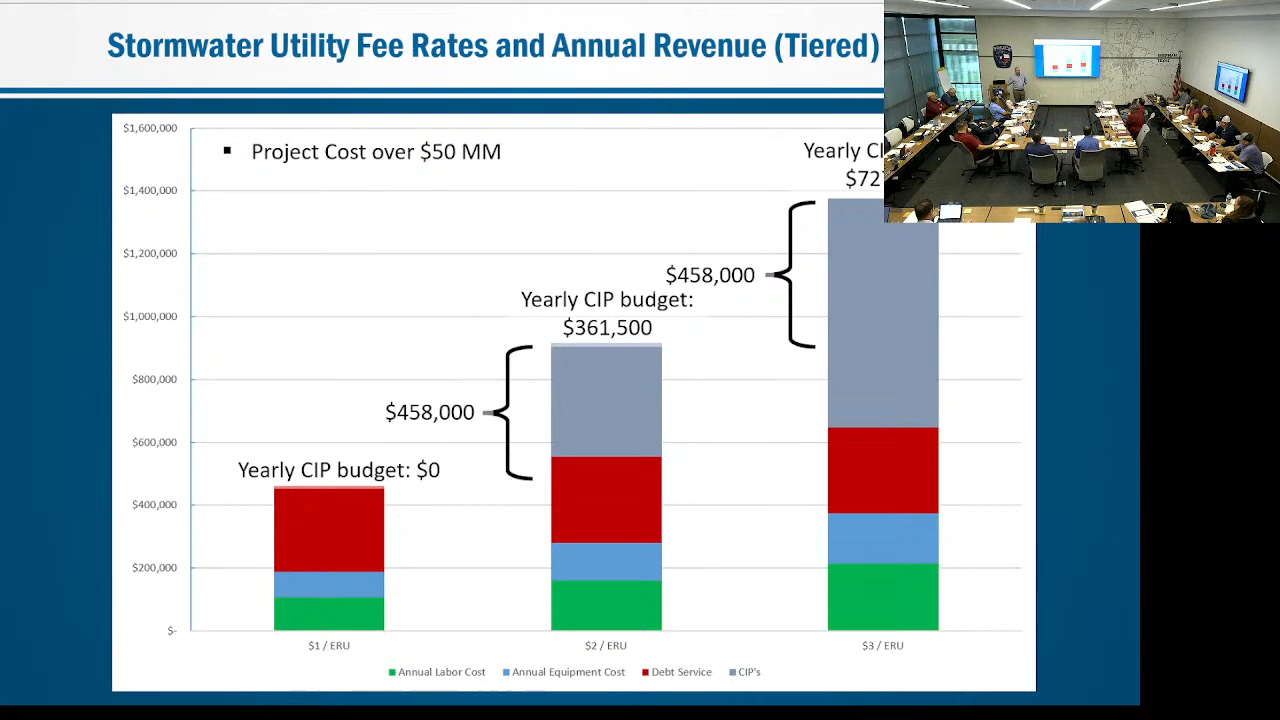 Stormwater Utility Fee Rates and Annual Revenue (Tiered)
$1,600,000
▪ Project Cost over $50 MM
Yearly
$1,400,000
$1,200,000
$458,000
Yearly CIP budget:
$361,500
$1,000,000
$800,000
$458,000
$600,000
Yearly CIP budget: $0
$400,000
$200,000
$-
$1 / ERU
$2 / ERU
$3 / ERU
Annual Labor Cost
Annual Equipment Cost
Debt Service
CIP's